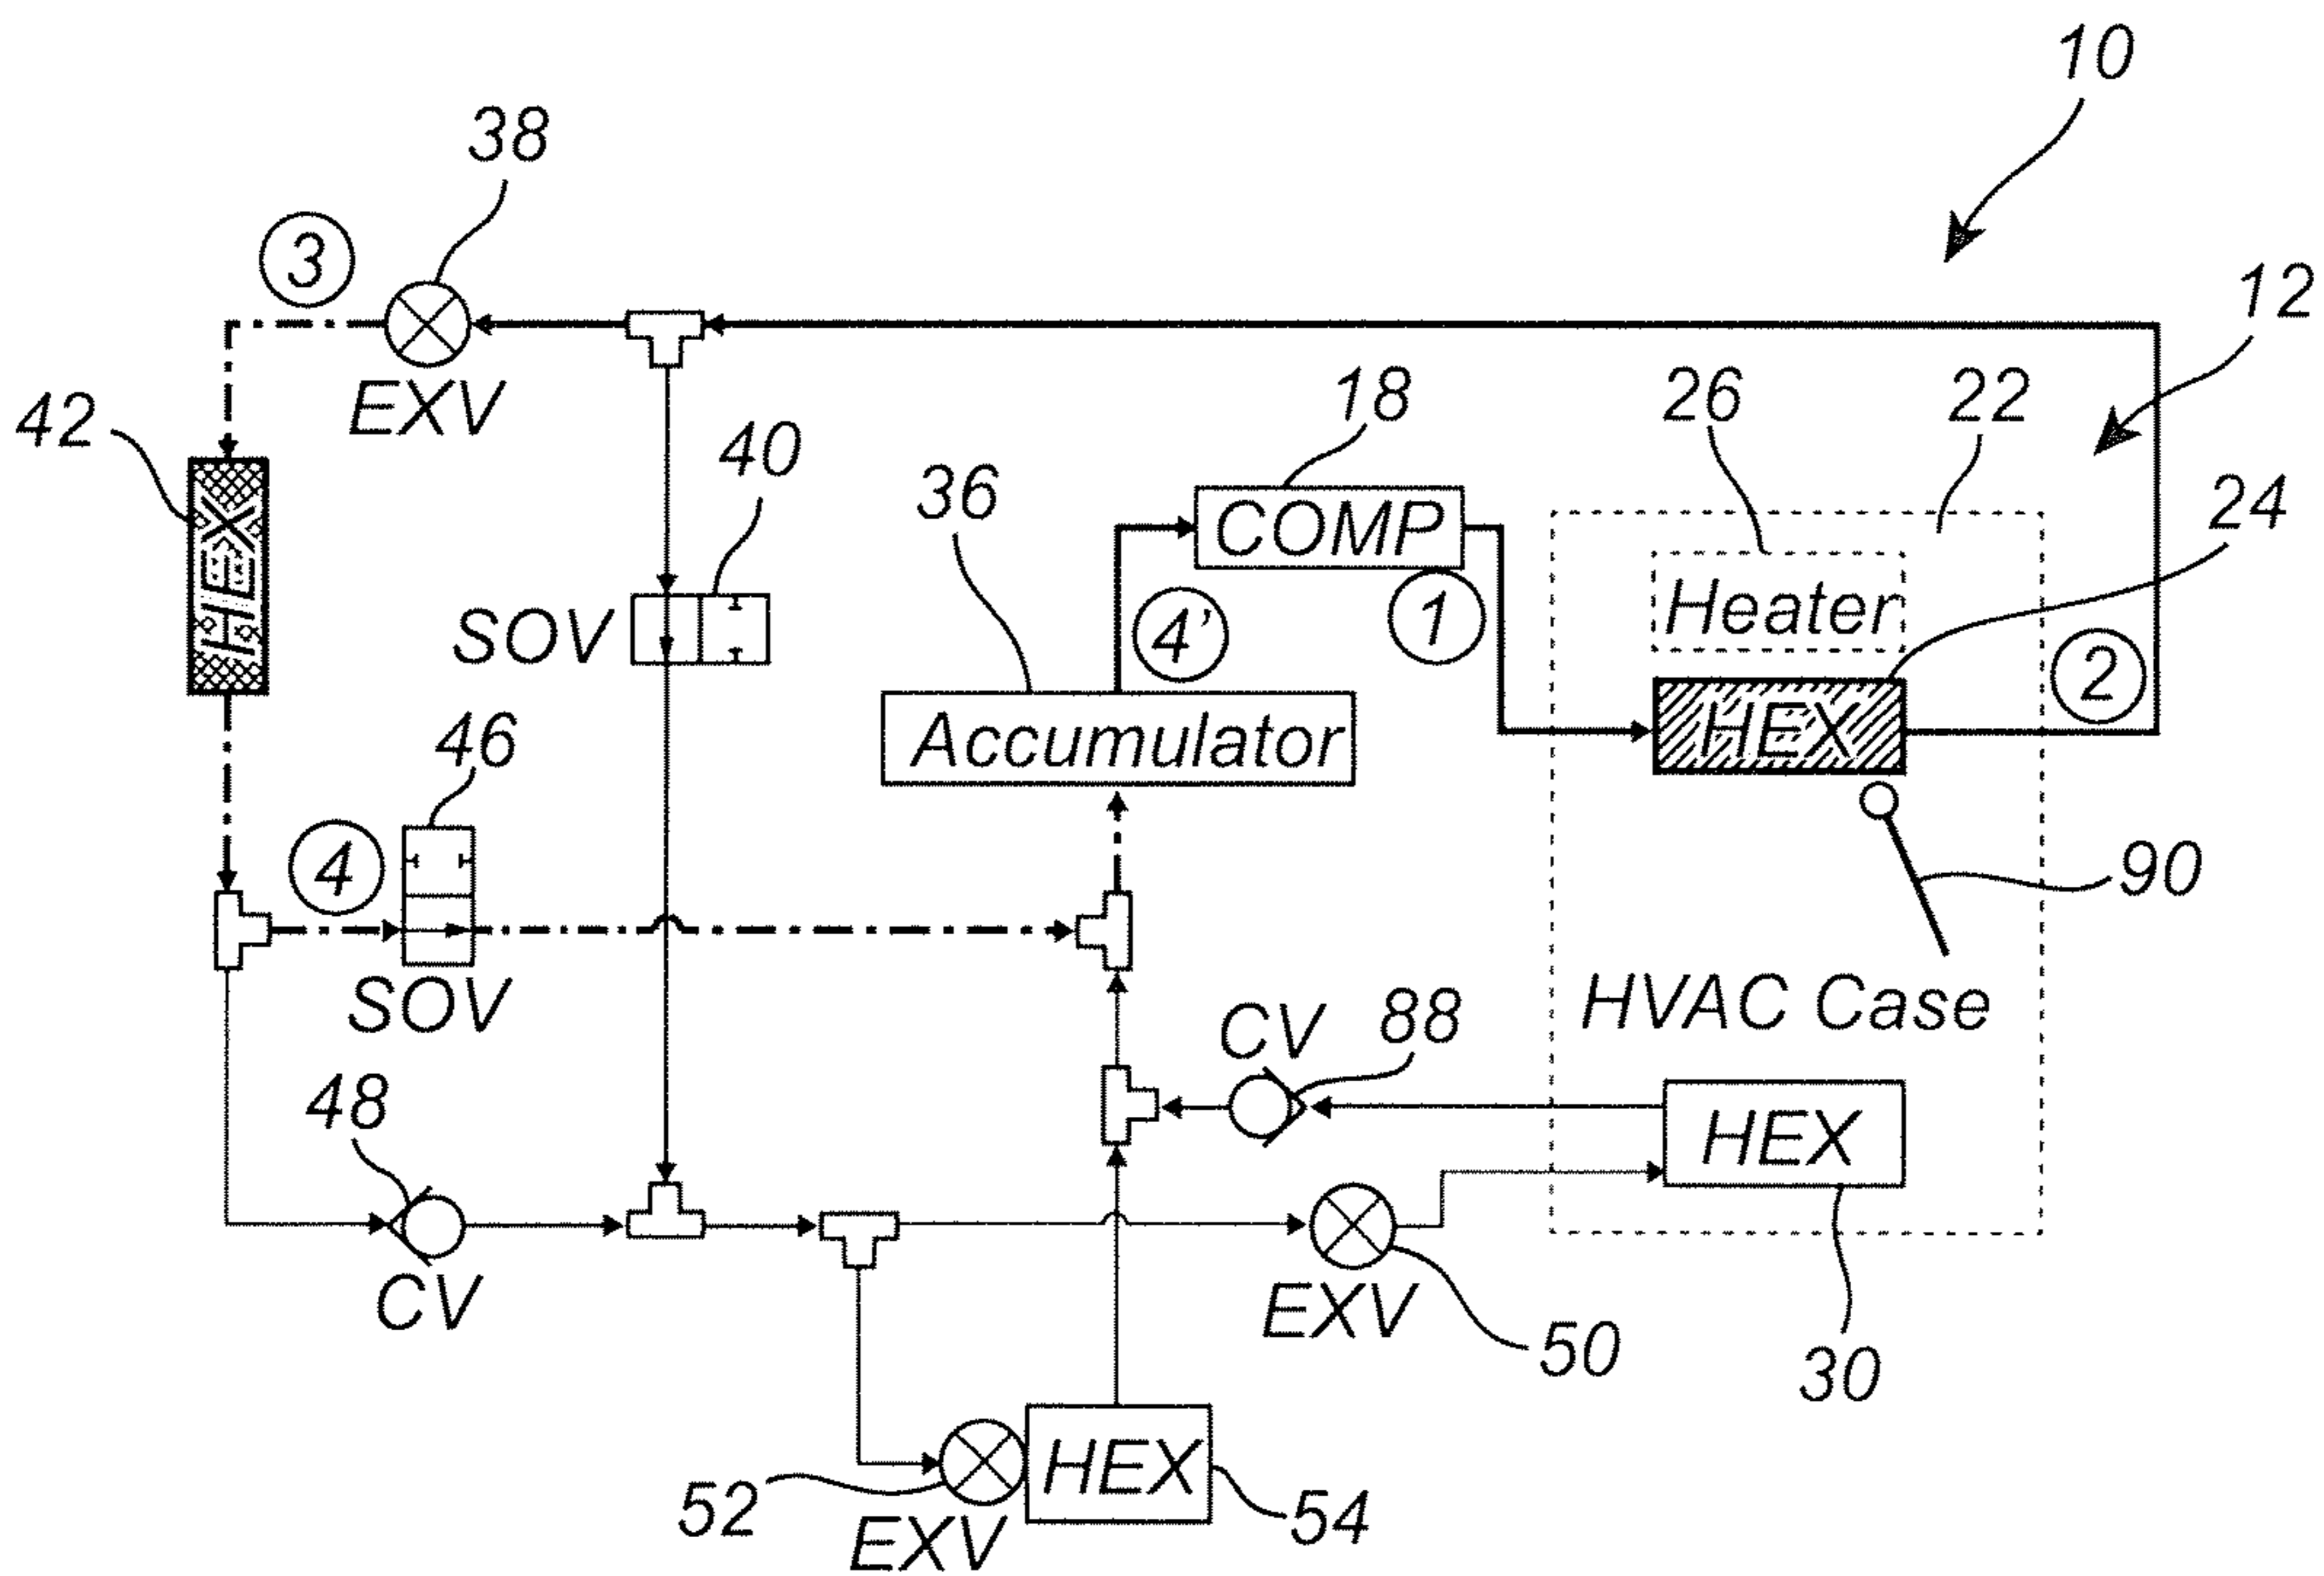 10
38
3
12
EXV
42
HEX
18
26
22
40
36
COMP
24
SOV
4'
1
Heater
2
46
Accumulator
HEX
4
90
SOV
HVAC Case
CV
88
48
HEX
CV
EXV
50
30
52
HEX
54
EXV